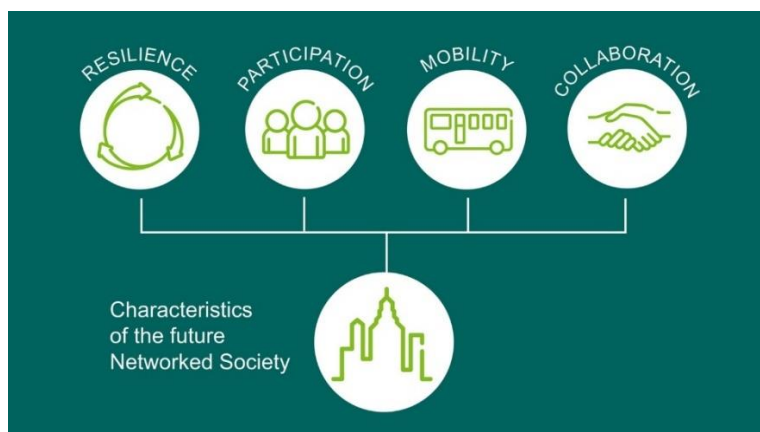 RESILIENCE
PARTICIPATION
MOBILITY
COLLABORATION
Characteristics
of the future
Networked Society